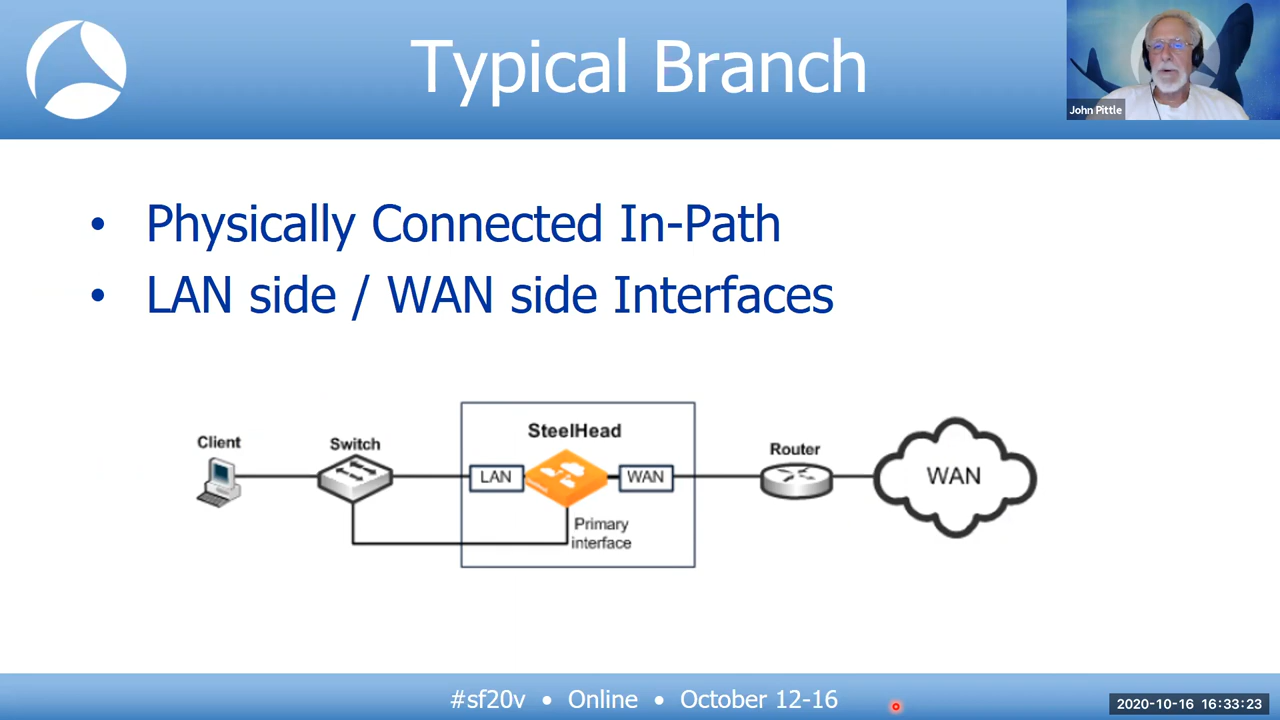 Typical Branch
John Pittle
• Physically Connected In-Path
• LAN side / WAN side Interfaces
Client
Switch
SteelHead
LAN
WAN
Primary
interface
Router
WAN
#sf20v • Online • October 12-16
2020-10-16 16:33:23